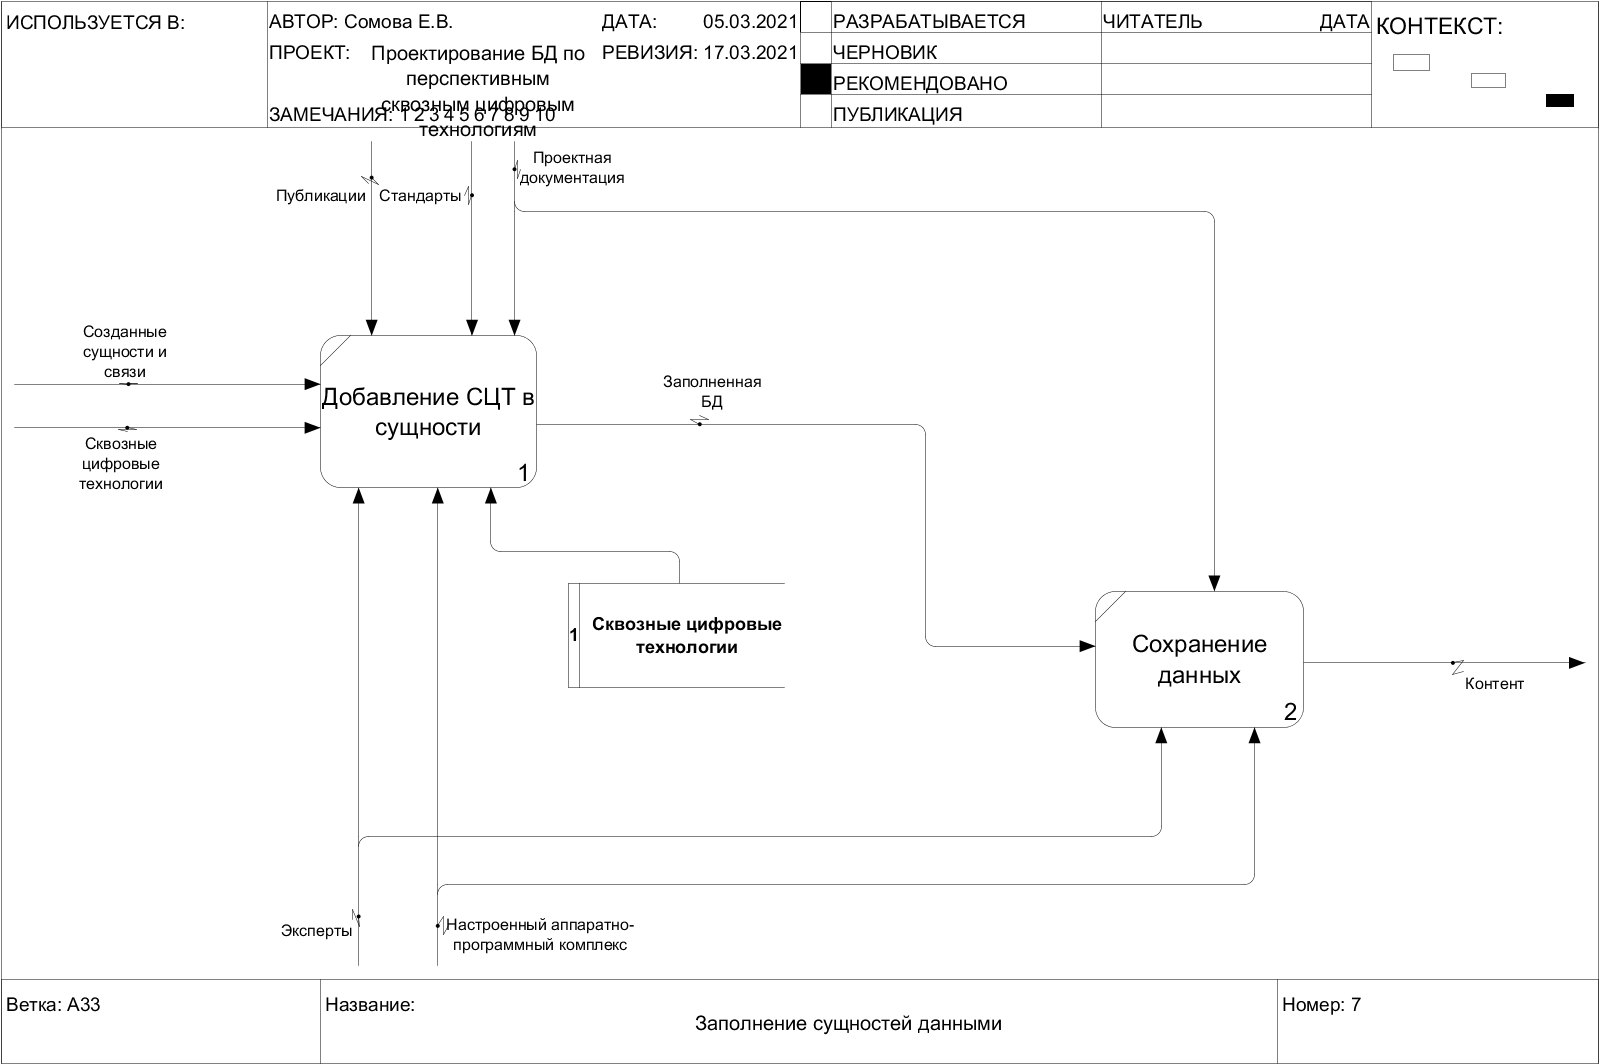 ИСПОЛЬЗУЕТСЯ В:
АВТОР: Сомова Е.В.
ДАТА: 05.03.2021
ПРОЕКТ: Проектирование БД по
перспективным
сквозным цифровым
технологиям
РЕВИЗИЯ: 17.03.2021
ЗАМЕЧАНИЯ: 1 2 3 4 5 6 7 8 9 10
РАЗРАБАТЫВАЕТСЯ
ЧЕРНОВИК
РЕКОМЕНДОВАНО
ПУБЛИКАЦИЯ
ЧИТАТЕЛЬ ДАТА
КОНТЕКСТ:
Проектная
документация
Публикации
Стандарты
Созданные
сущности и
связи
Сквозные
цифровые
технологии
Добавление СЦТ в
сущности
1
Заполненная
БД
1
Сквозные цифровые
технологии
Сохранение
данных
2
Контент
Эксперты
Настроенный аппаратно-
программный комплекс
Ветка: A33
Название:
Заполнение сущностей данными
Номер: 7